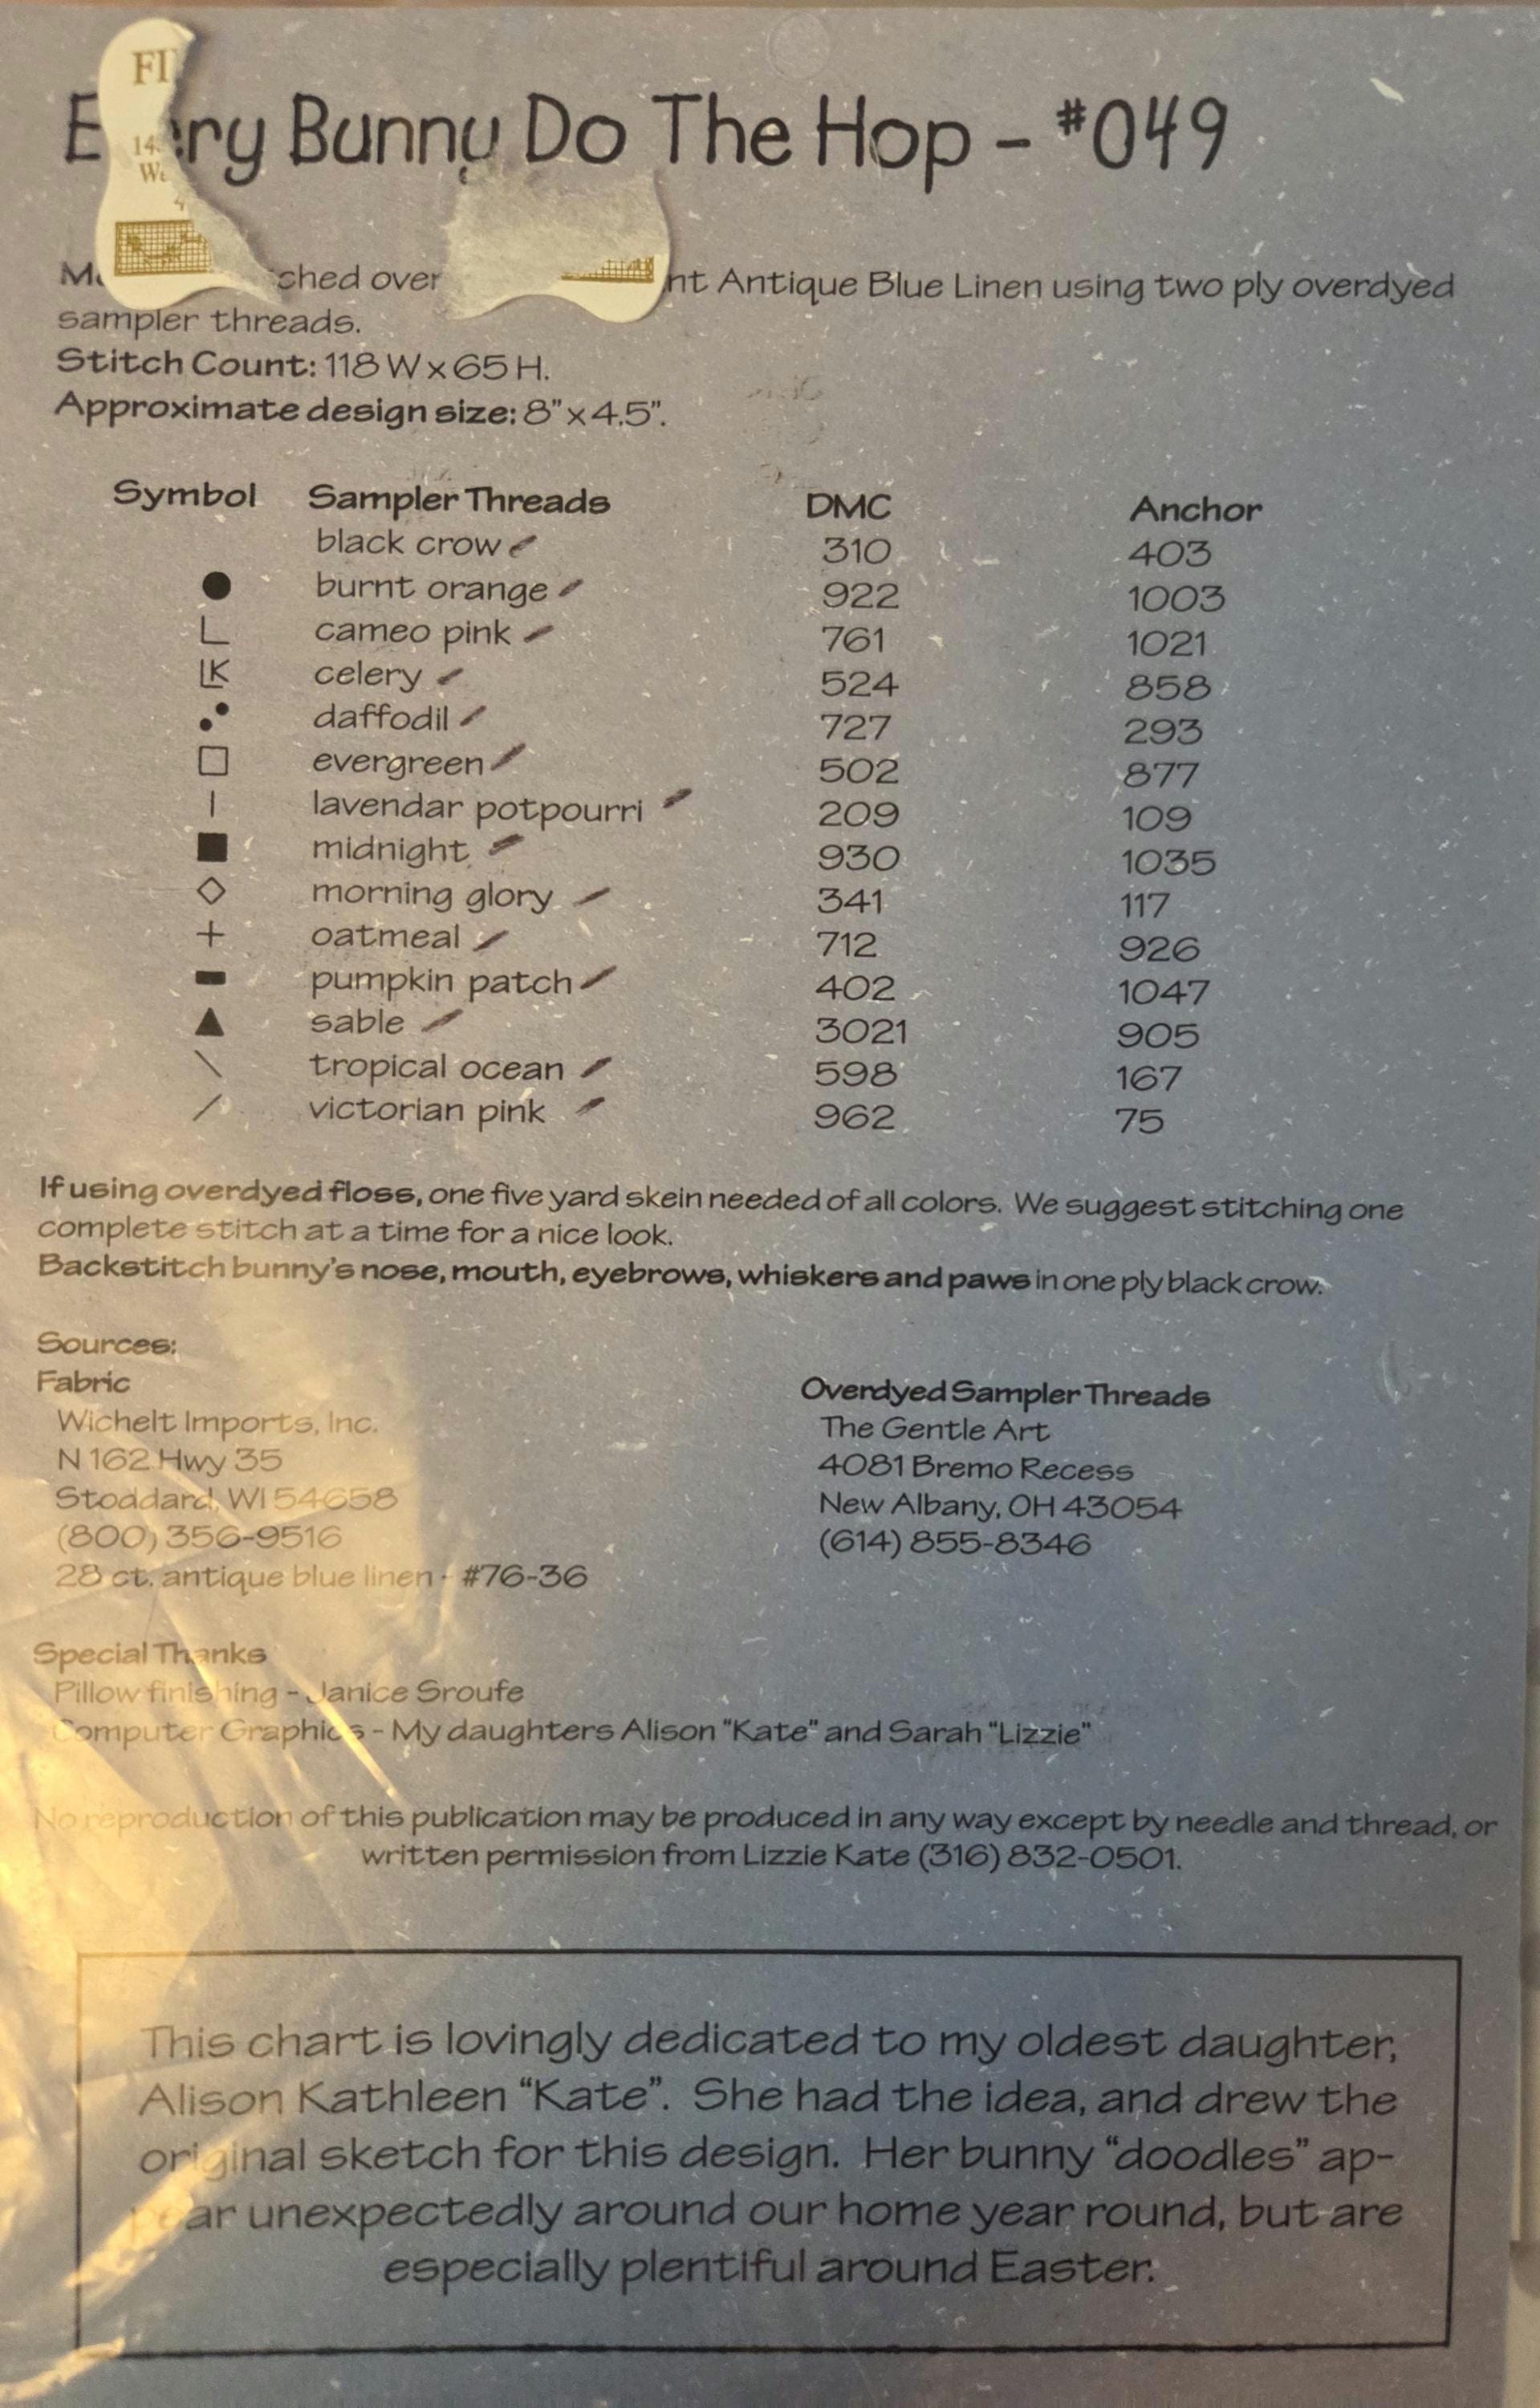 FI
E ry Bunny Do The Hop - #049
14
We
4
ched over nt Antique Blue Linen using two ply overdyed
sampler threads.
Stitch Count: 118 W x 65 H.
Approximate design size: 8" x 4.5".
Symbol Sampler Threads DMC Anchor
black crow 310 403
● burnt orange 922 1003
L cameo pink 761 1021
LK celery 524 858
daffodil 727 293
□ evergreen 502 877
| lavendar potpourri 209 109
■ midnight 930 1035
◇ morning glory 341 117
+ oatmeal 712 926
▬ pumpkin patch 402 1047
▲ sable 3021 905
\ tropical ocean 598 167
/ victorian pink 962 75
If using overdyed floss, one five yard skein needed of all colors. We suggest stitching one
complete stitch at a time for a nice look.
Backstitch bunny's nose, mouth, eyebrows, whiskers and paws in one ply black crow.
Sources:
Fabric
Wichelt Imports, Inc.
N 162 Hwy 35
Stoddard, WI 54658
(800) 356-9516
28 ct. antique blue linen - #76-36
Overdyed Sampler Threads
The Gentle Art
4081 Bremo Recess
New Albany, OH 43054
(614) 855-8346
Special Thanks
Pillow finishing - Janice Sroufe
Computer Graphics - My daughters Alison "Kate" and Sarah "Lizzie"
No reproduction of this publication may be produced in any way except by needle and thread, or
written permission from Lizzie Kate (316) 832-0501.
This chart is lovingly dedicated to my oldest daughter,
Alison Kathleen "Kate". She had the idea, and drew the
original sketch for this design. Her bunny "doodles" ap-
pear unexpectedly around our home year round, but are
especially plentiful around Easter.